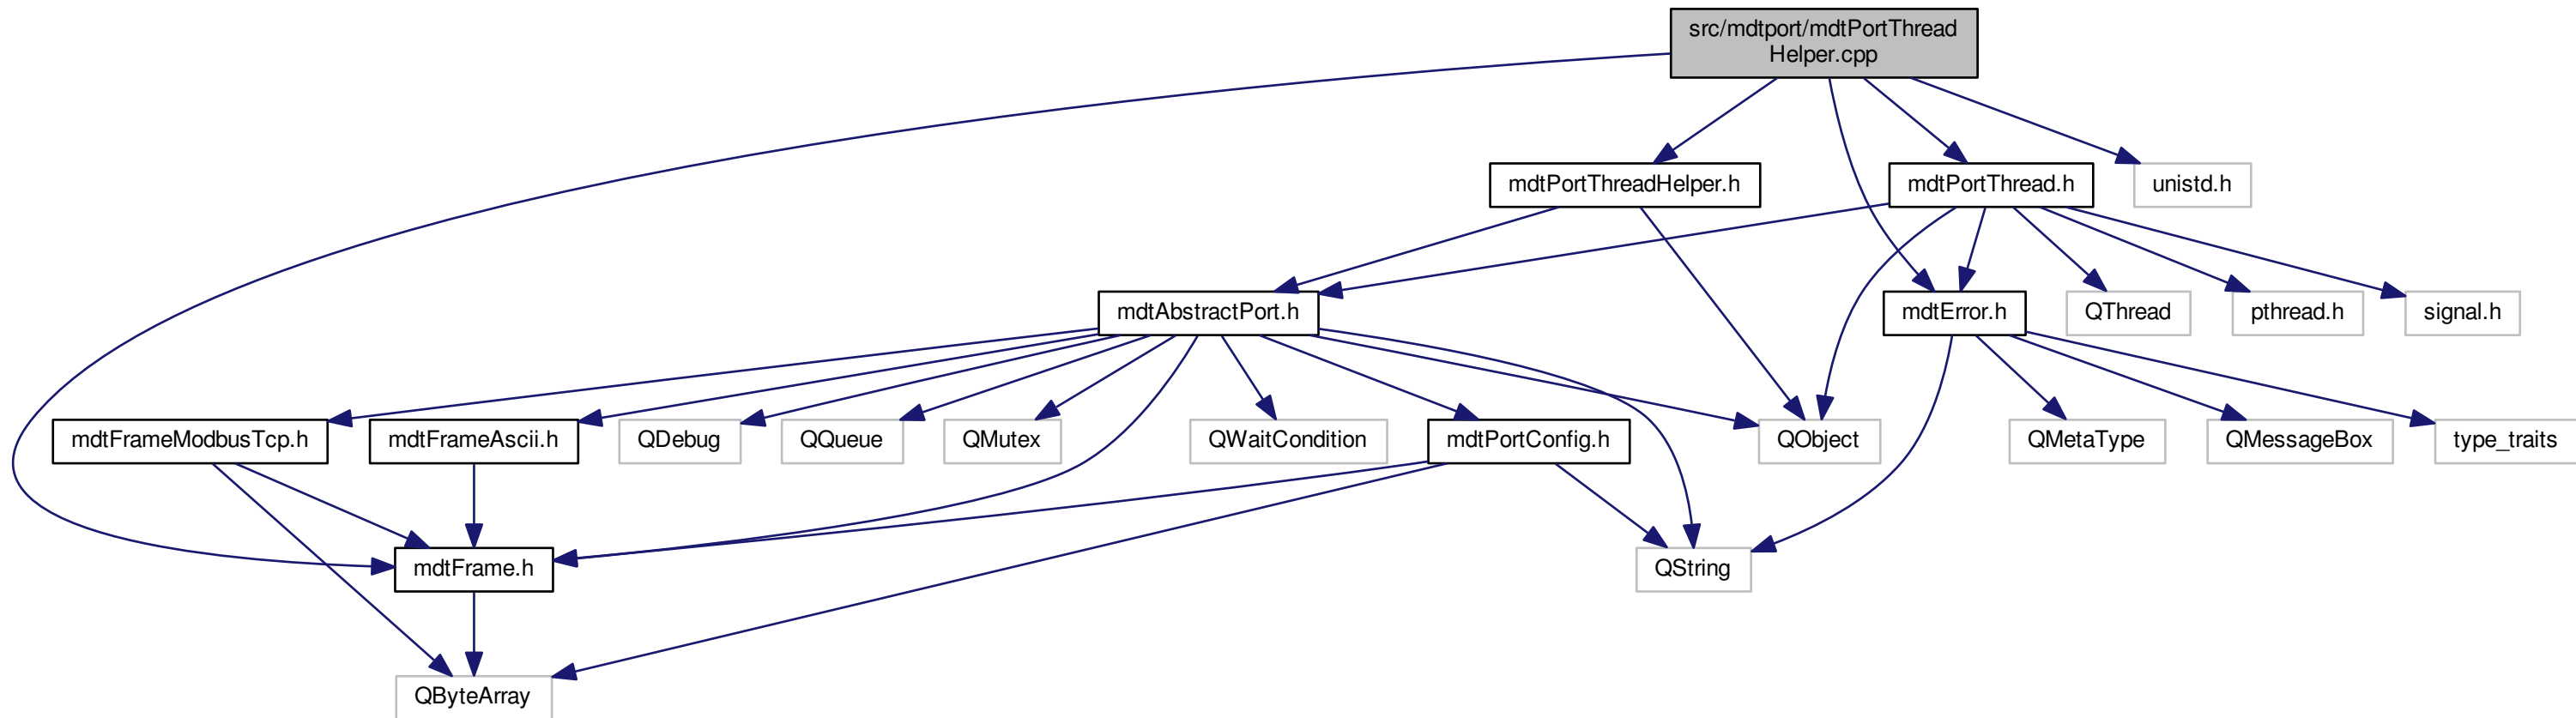 src/mdtport/mdtPortThread
Helper.cpp
mdtPortThreadHelper.h
mdtPortThread.h
unistd.h
mdtAbstractPort.h
mdtError.h
QThread
pthread.h
signal.h
mdtFrameModbusTcp.h
mdtFrameAscii.h
QDebug
QQueue
QMutex
QWaitCondition
mdtPortConfig.h
QObject
QMetaType
QMessageBox
type_traits
mdtFrame.h
QString
QByteArray